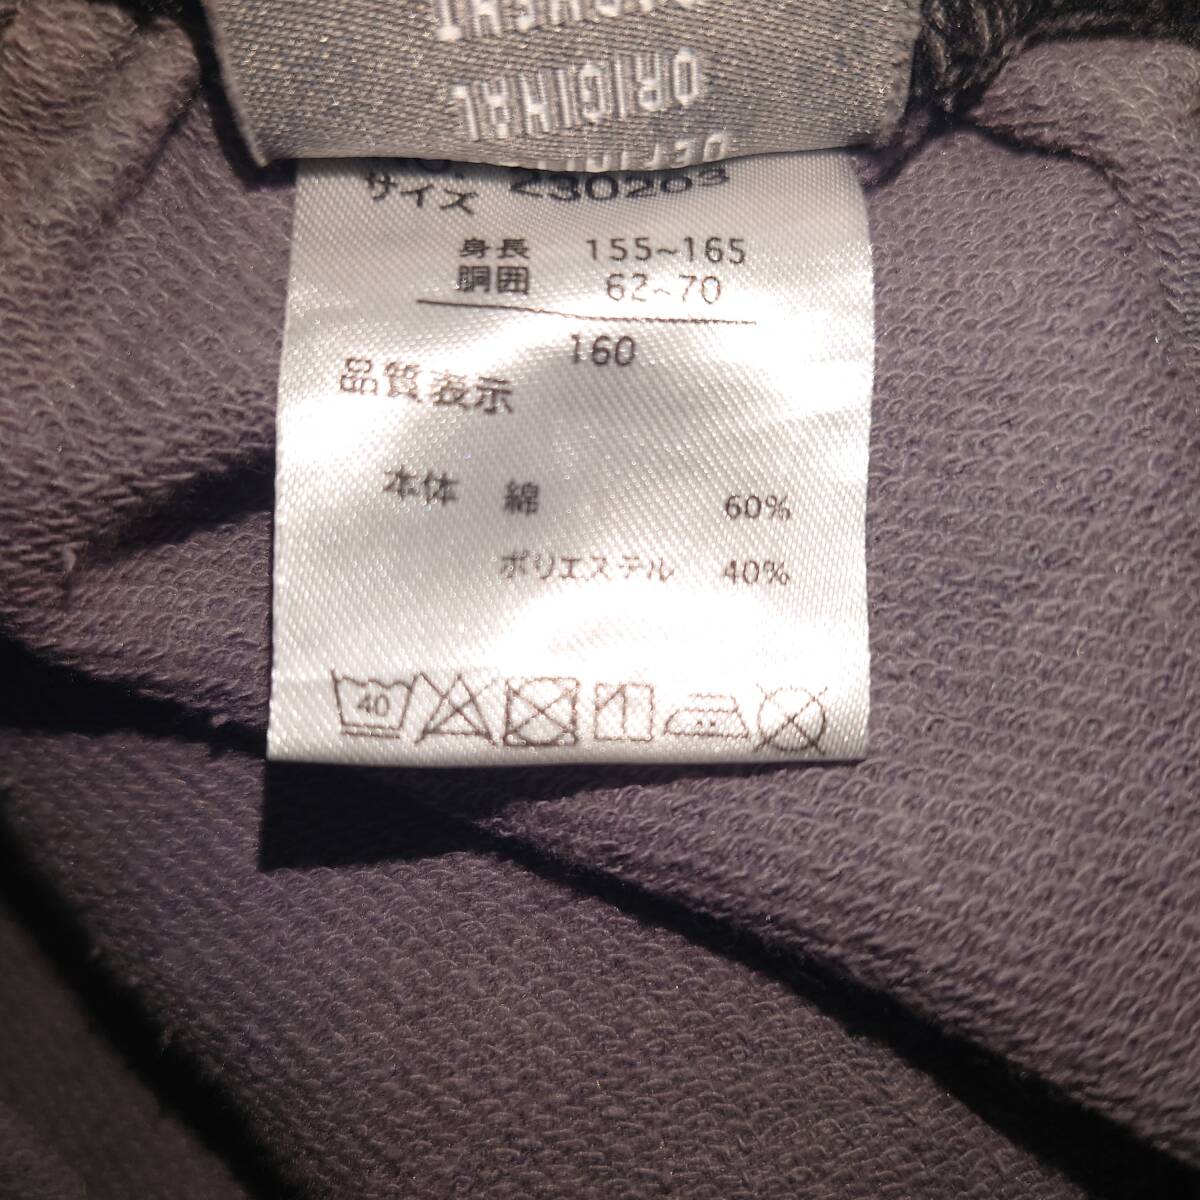 ORIGINAL
サイズ 230203
身長 155~165
胴囲 62~70
160
品質表示
本体 綿 60%
ポリエステル 40%
40